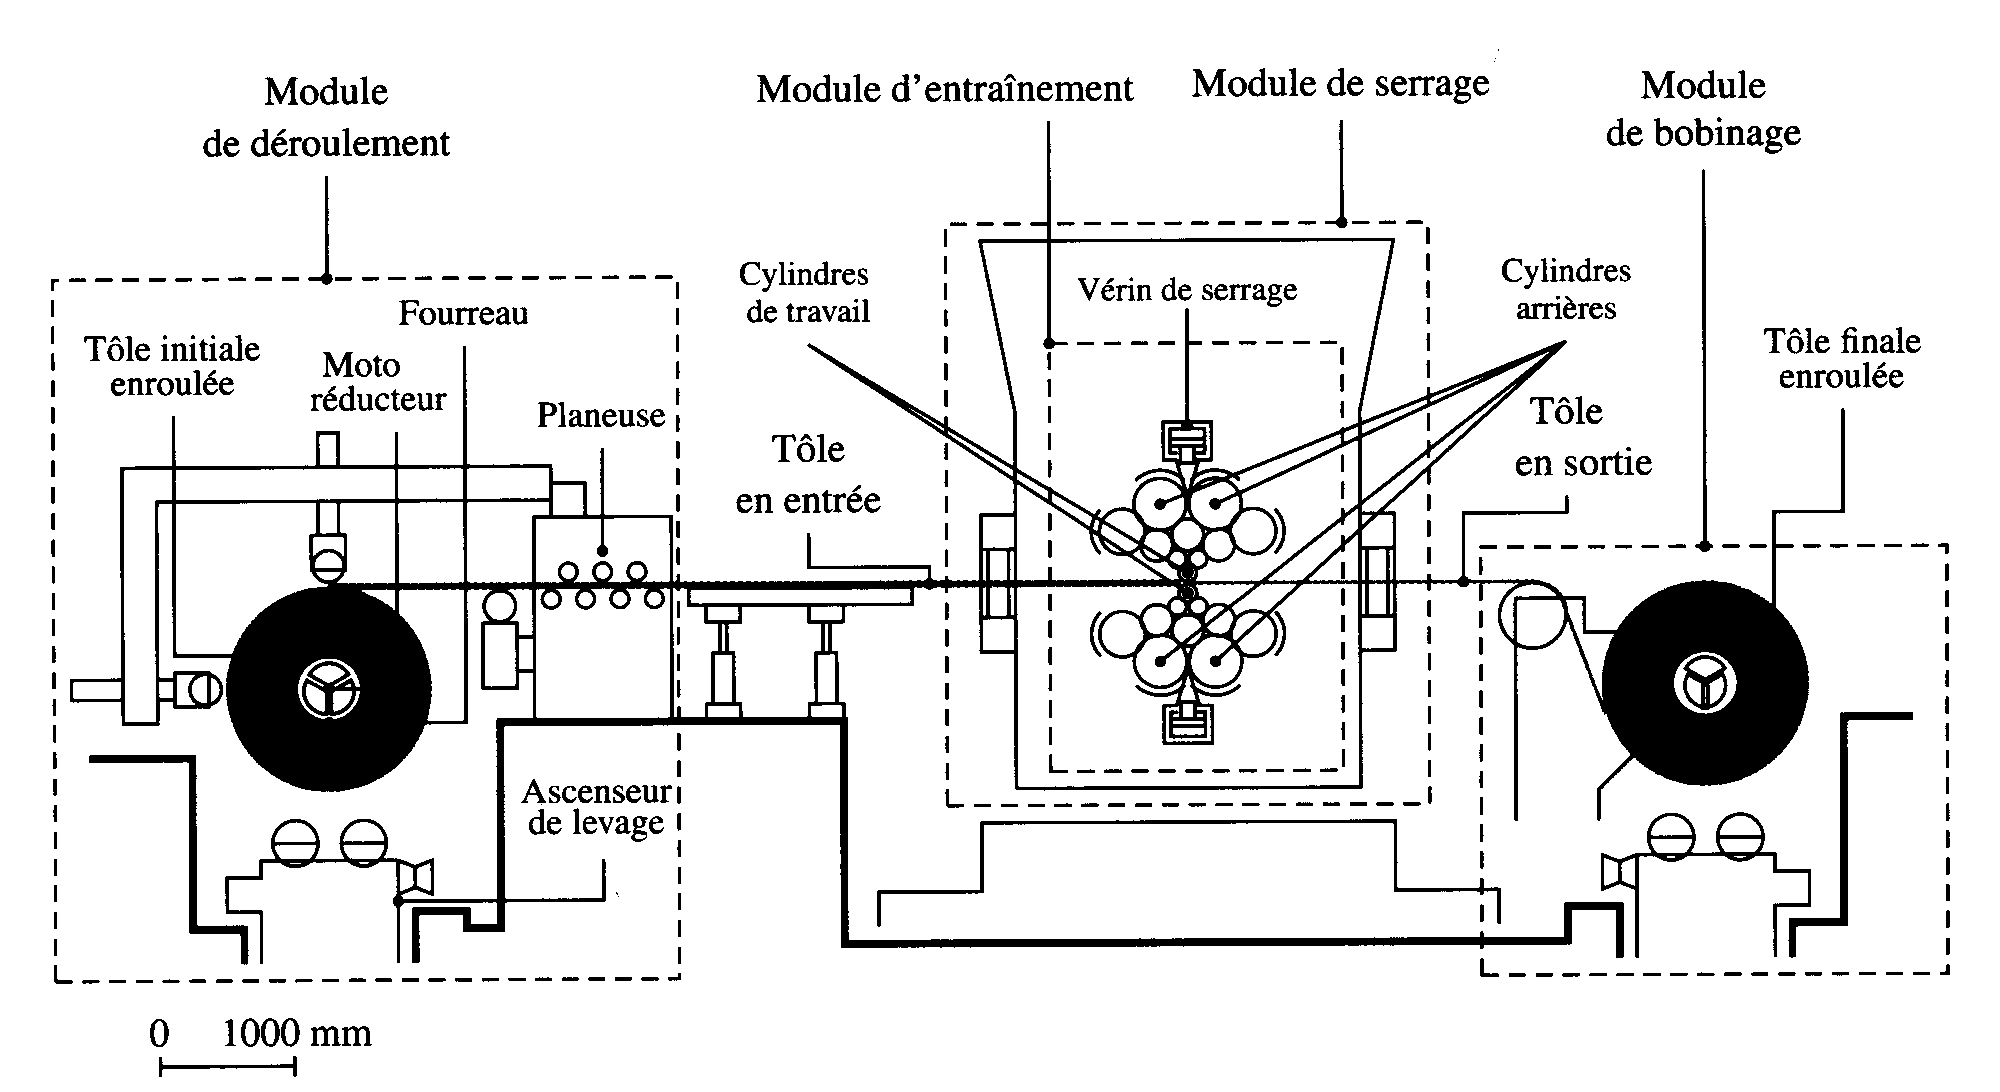 Module
de déroulement
Module d'entraînement
Module de serrage
Module
de bobinage
Tôle initiale
enroulée
Moto
réducteur
Fourreau
Planeuse
Cylindres
de travail
Tôle
en entrée
Vérin de serrage
Cylindres
arrières
Tôle
en sortie
Tôle finale
enroulée
Ascenseur
de levage
0 1000 mm